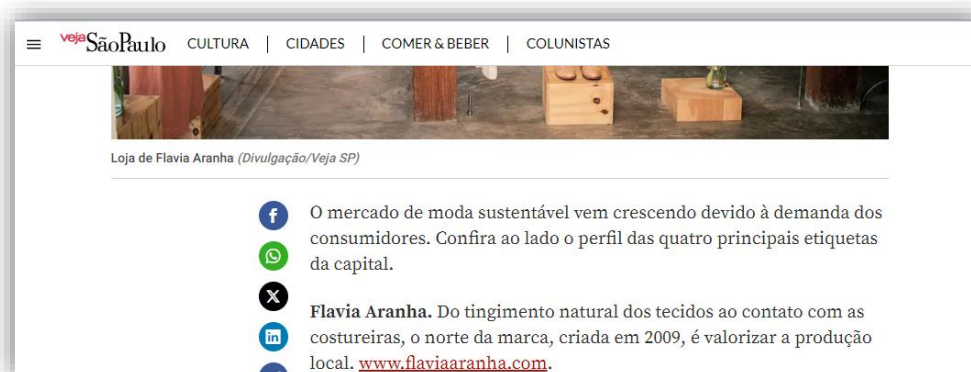 vejaSãoPaulo CULTURA | CIDADES | COMER & BEBER | COLUNISTAS
Loja de Flavia Aranha (Divulgação/Veja SP)
O mercado de moda sustentável vem crescendo devido à demanda dos
consumidores. Confira ao lado o perfil das quatro principais etiquetas
da capital.
Flavia Aranha. Do tingimento natural dos tecidos ao contato com as
costureiras, o norte da marca, criada em 2009, é valorizar a produção
local. www.flaviaaranha.com.